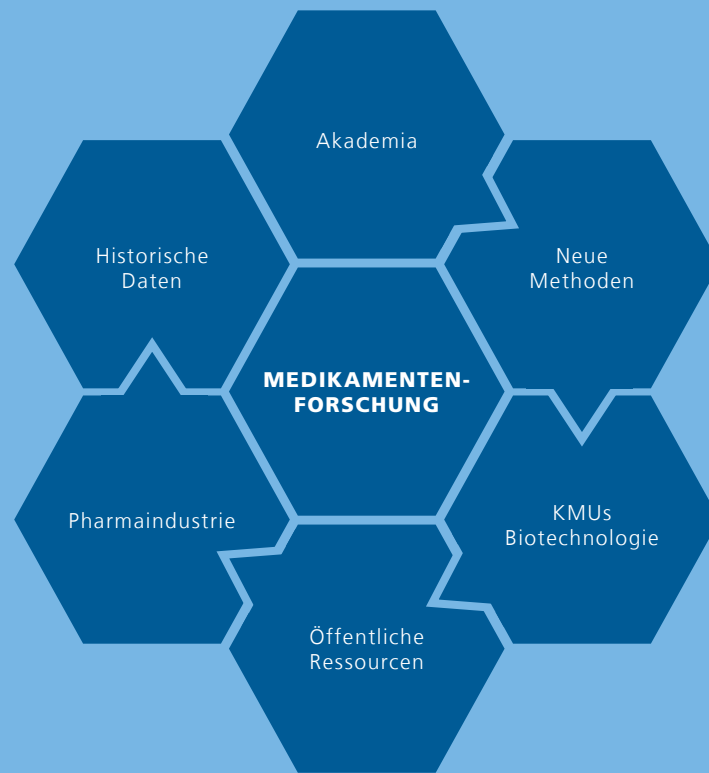 Akademia
Historische
Daten
Neue
Methoden
MEDIKAMENTEN-
FORSCHUNG
Pharmaindustrie
KMUs
Biotechnologie
Öffentliche
Ressourcen